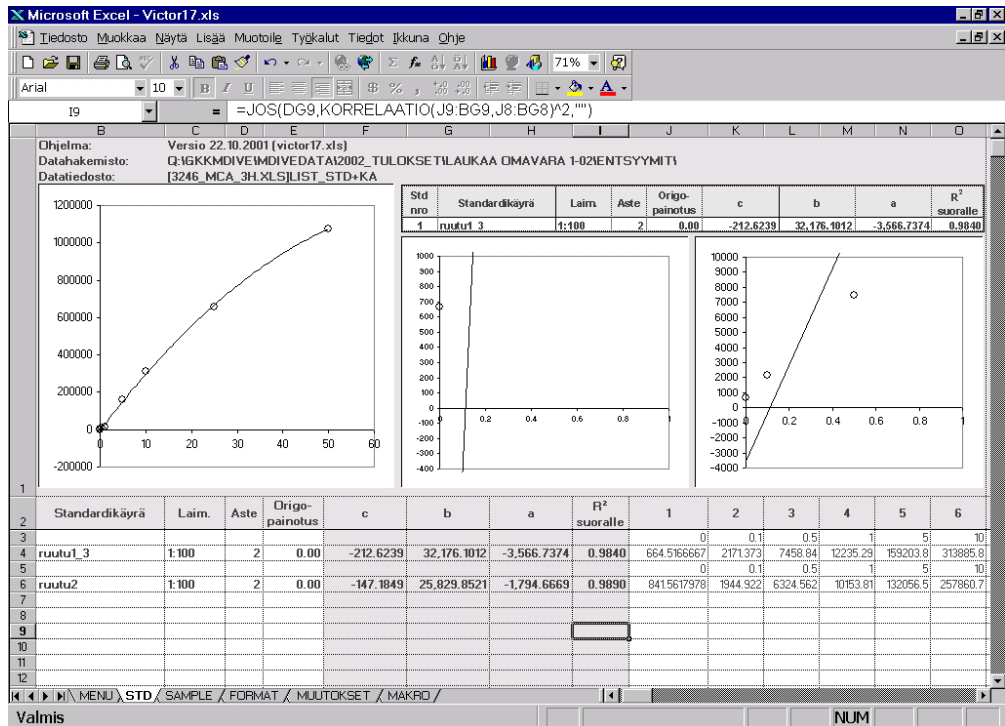 Microsoft Excel - Victor17.xls
Tiedosto Muokkaa Näytä Lisää Muotoile Työkalut Tiedot Ikkuna Ohje
71%
Arial 10 B I U $ % ,
I9 = =JOS(DG9,KORRELAATIO(J9:BG9,J8:BG8)^2,"")
B C D E F G H I J K L M N O
Ohjelma: Versio 22.10.2001 (victor17.xls)
Datahakemisto: Q:\GKKMDIVE\MDIVEDATA\2002_TULOKSET\LAUKAA OMAVARA 1-02\ENTSYYMIT\
Datatiedosto: [3246_MCA_3H.XLS]LIST_STD+KA
Std nro Standardikäyrä Laim. Aste Origo-painotus c b a R² suoralle
1 ruutu1_3 1:100 2 0.00 -212.6239 32,176.1012 -3,566.7374 0.9840
1200000
1000000
800000
600000
400000
200000
0
-200000
0 10 20 30 40 50 60
1000
900
800
700
600
500
400
300
200
100
0
-100
-200
-300
-400
0 0.2 0.4 0.6 0.8 1
10000
9000
8000
7000
6000
5000
4000
3000
2000
1000
0
-1000
-2000
-3000
-4000
0 0.2 0.4 0.6 0.8 1
1
2 Standardikäyrä Laim. Aste Origo-painotus c b a R² suoralle 1 2 3 4 5 6
3 0 0.1 0.5 1 5 10
4 ruutu1_3 1:100 2 0.00 -212.6239 32,176.1012 -3,566.7374 0.9840 664.5166667 2171.373 7458.84 12235.29 159203.8 313885.8
5 0 0.1 0.5 1 5 10
6 ruutu2 1:100 2 0.00 -147.1849 25,829.8521 -1,794.6669 0.9890 841.5617978 1944.922 6324.562 10153.81 132056.5 257860.7
7
8
9
10
11
12
MENU STD SAMPLE FORMAT MUUTOKSET MAKRO
Valmis NUM